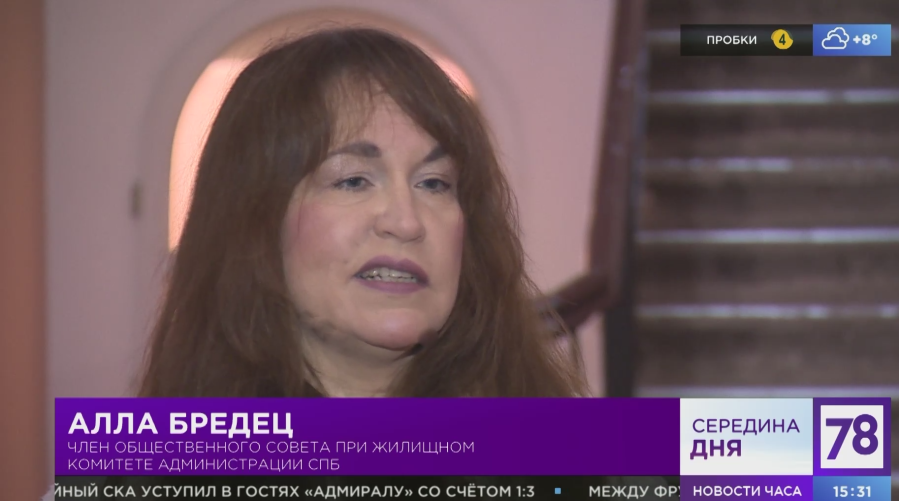 ПРОБКИ 4 +8°
АЛЛА БРЕДЕЦ
ЧЛЕН ОБЩЕСТВЕННОГО СОВЕТА ПРИ ЖИЛИЩНОМ
КОМИТЕТЕ АДМИНИСТРАЦИИ СПБ
СЕРЕДИНА
ДНЯ
78
СКА УСТУПИЛ В ГОСТЯХ «АДМИРАЛУ» СО СЧЁТОМ 1:3 МЕЖДУ
НОВОСТИ ЧАСА 15:31